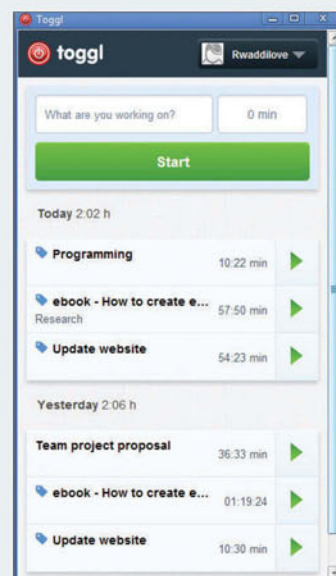 Toggl
toggl
Rwaddilove
What are you working on?
0 min
Start
Today 2:02 h
Programming
10:22 min
ebook - How to create e...
Research
57:50 min
Update website
54:23 min
Yesterday 2:06 h
Team project proposal
36:33 min
ebook - How to create e...
01:19:24
Update website
10:30 min